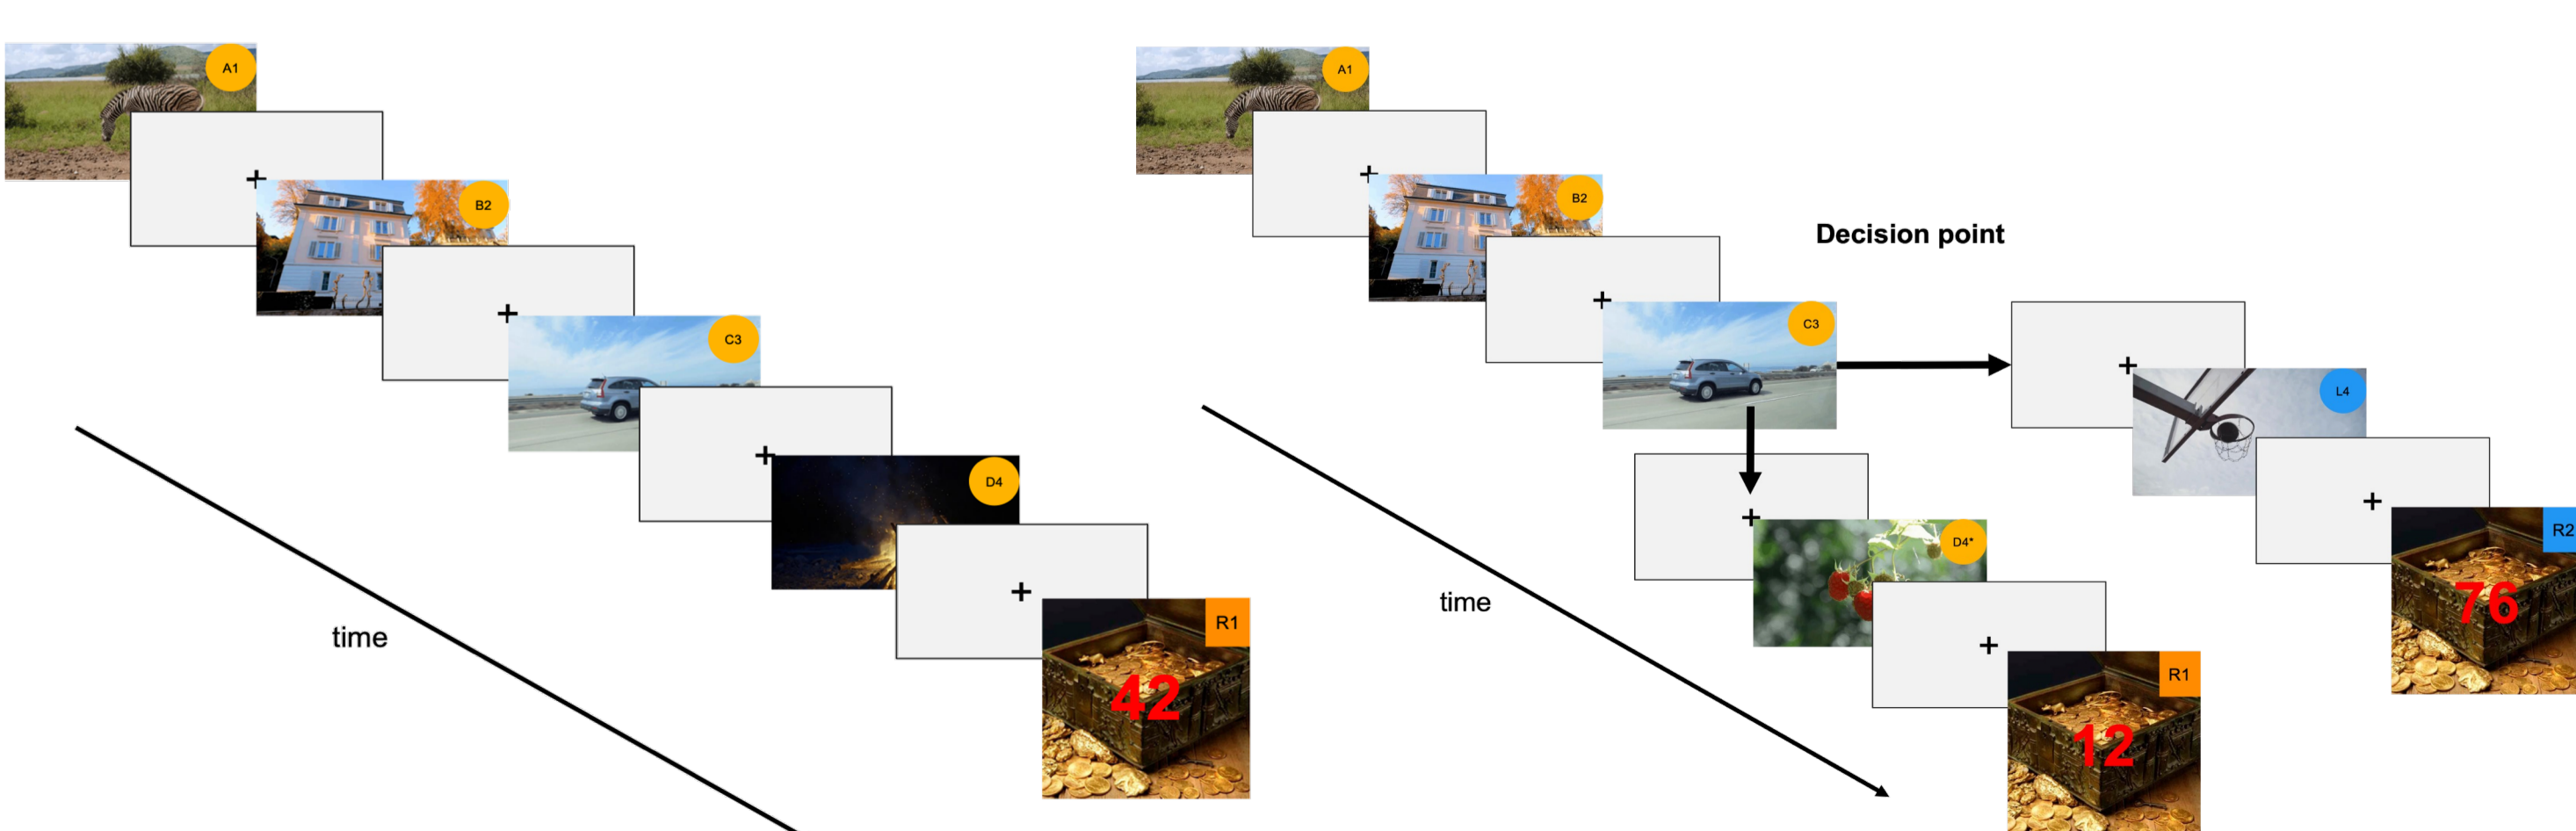 A1
B2
C3
D4
R1
42
time
A1
B2
C3
Decision point
L4
R2
76
D4*
R1
12
time